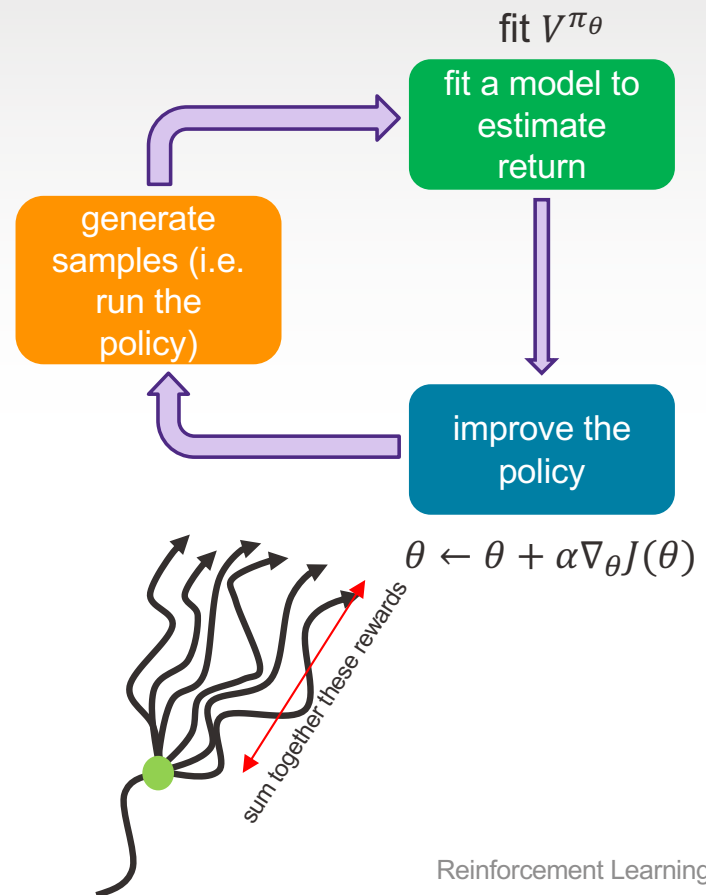 fit V^{π_θ}
fit a model to
estimate
return
generate
samples (i.e.
run the
policy)
improve the
policy
θ ← θ + α∇_θJ(θ)
sum together these rewards
Reinforcement Learning